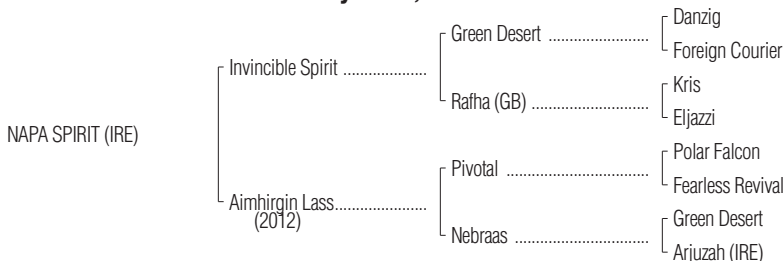 Danzig
Green Desert ........................
Foreign Courier
Invincible Spirit ....................
Kris
Rafha (GB) ............................
Eljazzi
NAPA SPIRIT (IRE)
Polar Falcon
Pivotal ..................................
Fearless Revival
Aimhirgin Lass......................
(2012)
Green Desert
Nebraas ................................
Arjuzah (IRE)